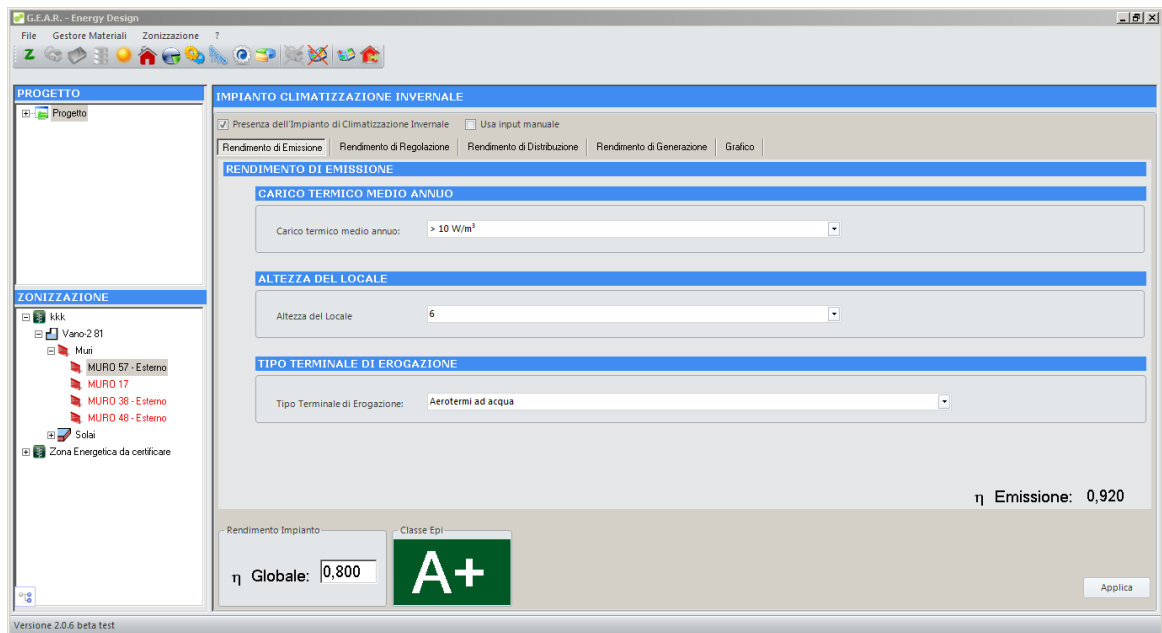 G.E.A.R. - Energy Design
File Gestore Materiali Zonizzazione ?
Z
PROGETTO
Progetto
ZONIZZAZIONE
kkk
Vano-2 81
Muri
MURO 57 - Esterno
MURO 17
MURO 38 - Esterno
MURO 48 - Esterno
Solai
Zona Energetica da certificare
IMPIANTO CLIMATIZZAZIONE INVERNALE
Presenza dell'Impianto di Climatizzazione Invernale Usa input manuale
Rendimento di Emissione Rendimento di Regolazione Rendimento di Distribuzione Rendimento di Generazione Grafico
RENDIMENTO DI EMISSIONE
CARICO TERMICO MEDIO ANNUO
Carico termico medio annuo: > 10 W/m³
ALTEZZA DEL LOCALE
Altezza del Locale 6
TIPO TERMINALE DI EROGAZIONE
Tipo Terminale di Erogazione: Aerotermi ad acqua
η Emissione: 0,920
Rendimento Impianto Classe Epi
η Globale: 0,800 A+
Applica
Versione 2.0.6 beta test